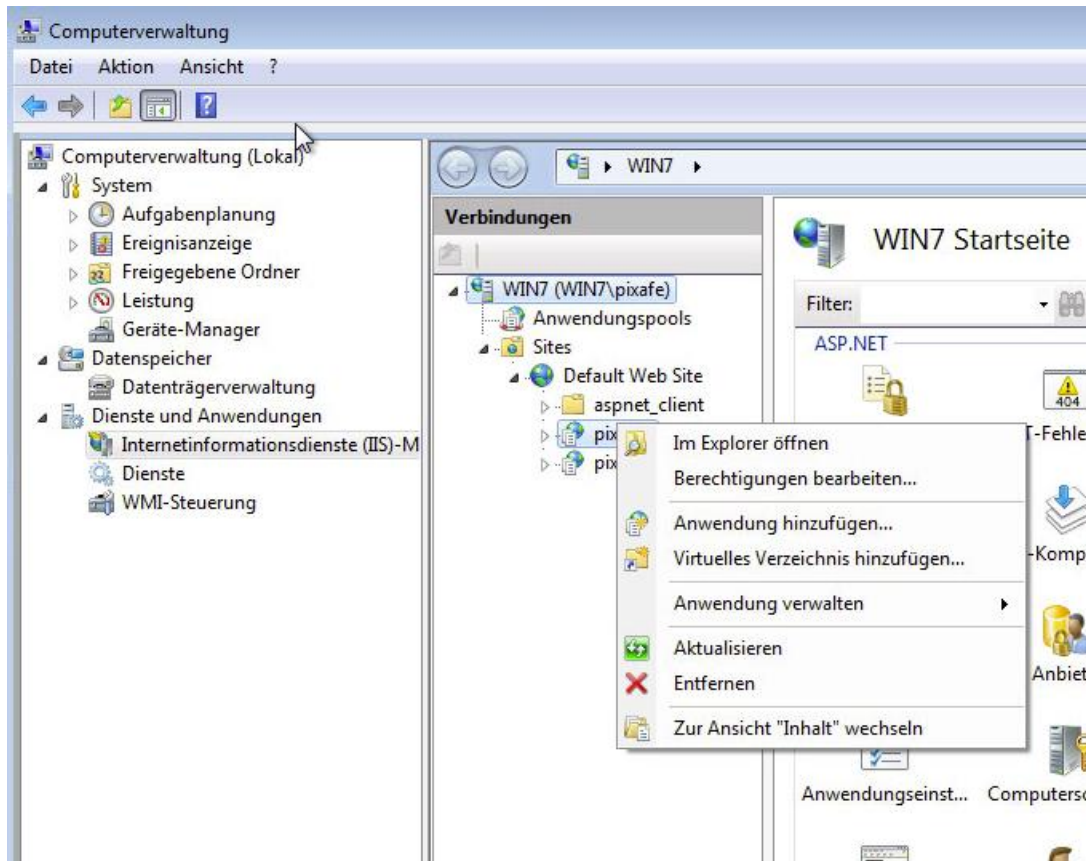 Computerverwaltung
Datei Aktion Ansicht ?
Computerverwaltung (Lokal)
System
Aufgabenplanung
Ereignisanzeige
Freigegebene Ordner
Leistung
Geräte-Manager
Datenspeicher
Datenträgerverwaltung
Dienste und Anwendungen
Internetinformationsdienste (IIS)-M
Dienste
WMI-Steuerung
WIN7
Verbindungen
WIN7 (WIN7\pixafe)
Anwendungspools
Sites
Default Web Site
aspnet_client
pix
pix
WIN7 Startseite
Filter:
ASP.NET
404
T-Fehle
-Komp
Anbiet
Anwendungseinst... Computersc
Im Explorer öffnen
Berechtigungen bearbeiten...
Anwendung hinzufügen...
Virtuelles Verzeichnis hinzufügen...
Anwendung verwalten
Aktualisieren
Entfernen
Zur Ansicht "Inhalt" wechseln